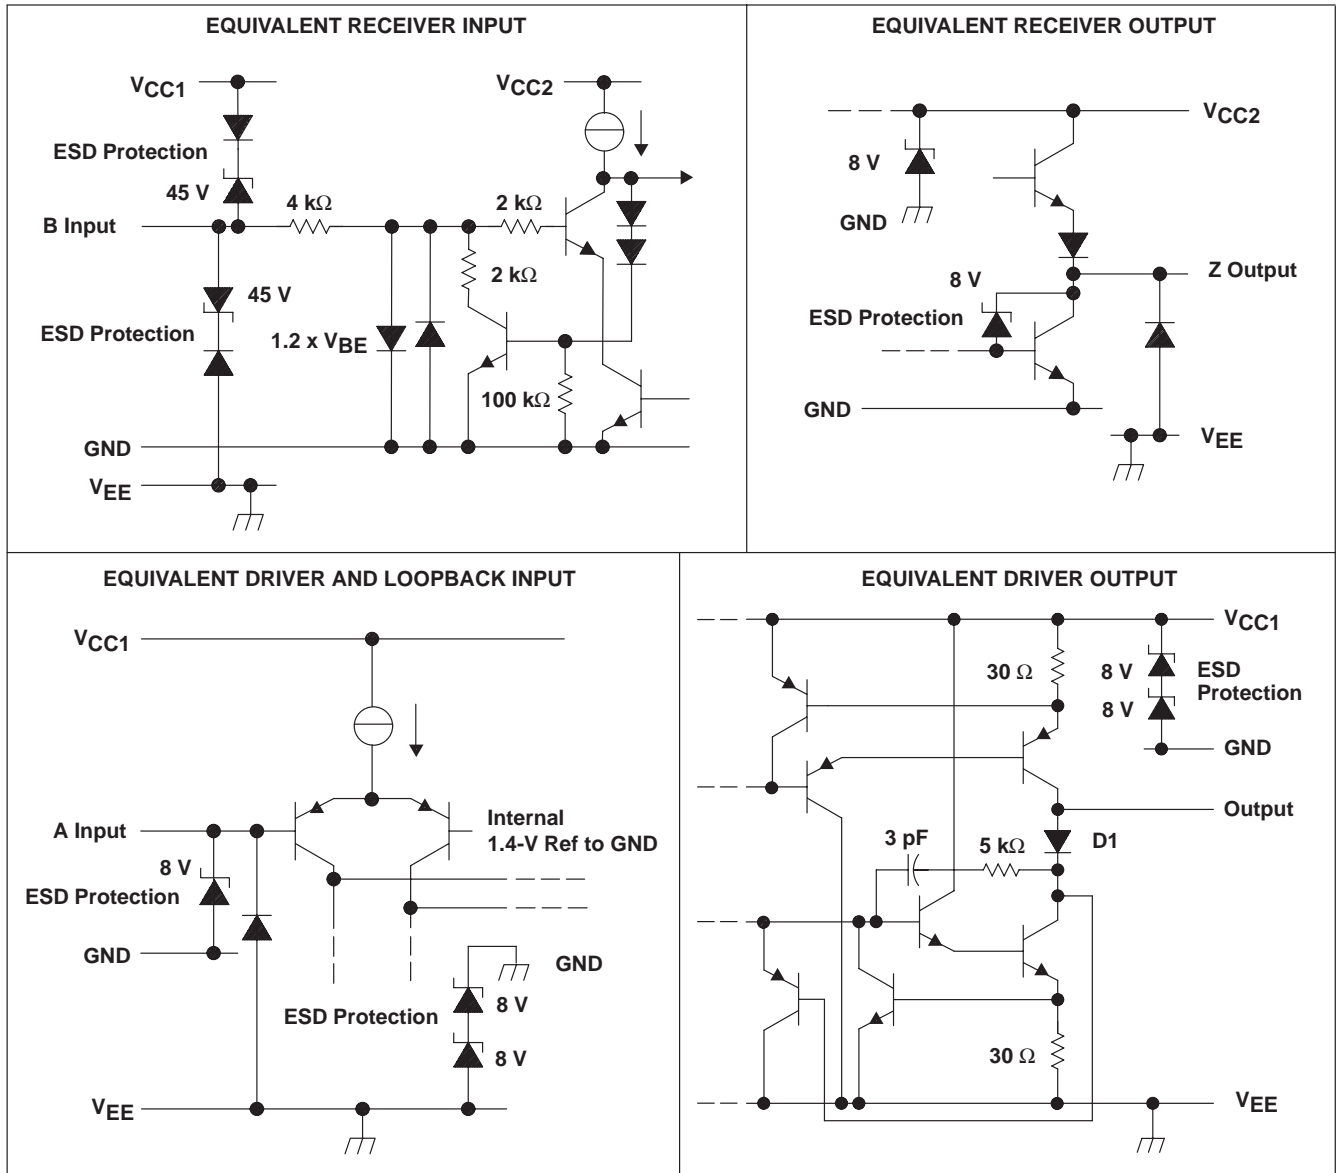 EQUIVALENT RECEIVER INPUT
VCC1
VCC2
ESD Protection
45 V
4 kΩ
2 kΩ
B Input
2 kΩ
45 V
ESD Protection
1.2 x VBE
100 kΩ
GND
VEE
EQUIVALENT RECEIVER OUTPUT
VCC2
8 V
GND
8 V
Z Output
ESD Protection
GND
VEE
EQUIVALENT DRIVER AND LOOPBACK INPUT
VCC1
A Input
Internal
1.4-V Ref to GND
8 V
ESD Protection
GND
GND
ESD Protection
8 V
8 V
VEE
EQUIVALENT DRIVER OUTPUT
VCC1
30 Ω
8 V
ESD
Protection
8 V
GND
Output
3 pF
5 kΩ
D1
30 Ω
VEE